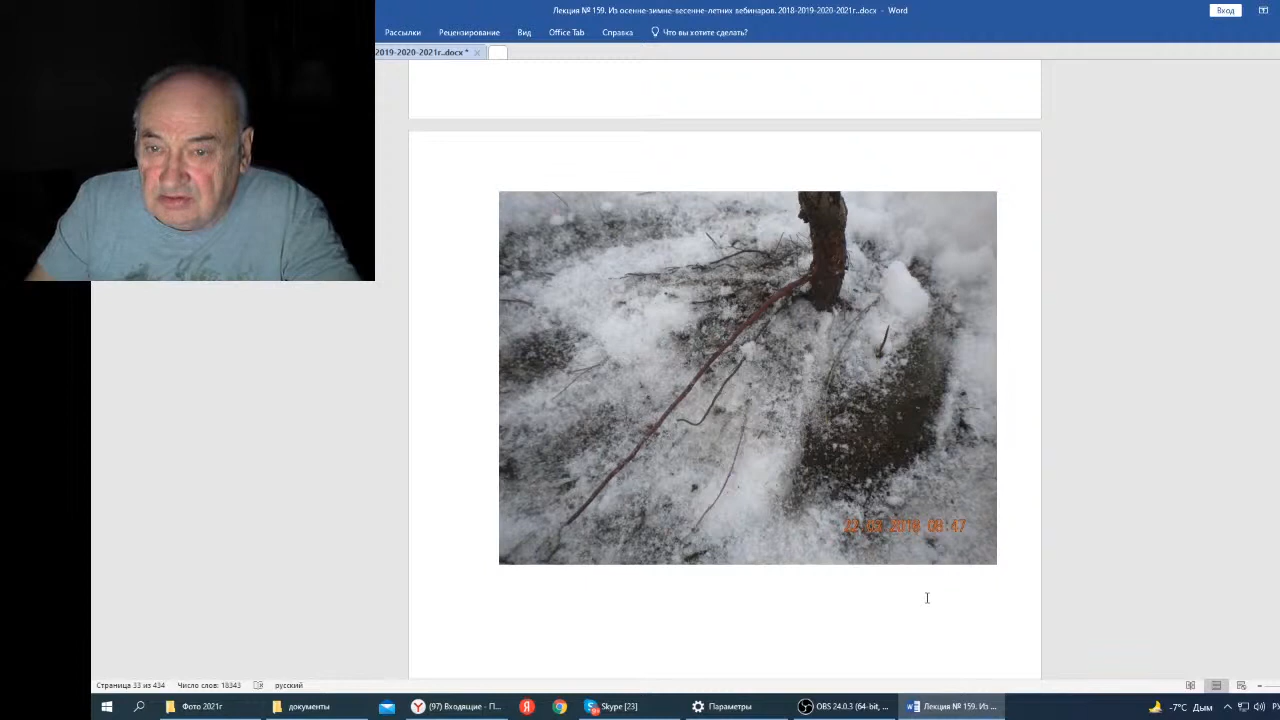 Лекция № 159. Из осенне-зимне-весенне-летних вебинаров. 2018-2019-2020-2021г..docx - Word
Вход
Рассылки Рецензирование Вид Office Tab Справка Что вы хотите сделать?
2019-2020-2021г..docx *
2018 08:47
Страница 33 из 434 Число слов: 18343 русский
Фото 2021г документы (97) Входящие - П... Skype [23] Параметры OBS 24.0.3 (64-bit, ... Лекция № 159. Из ... -7°C Дым